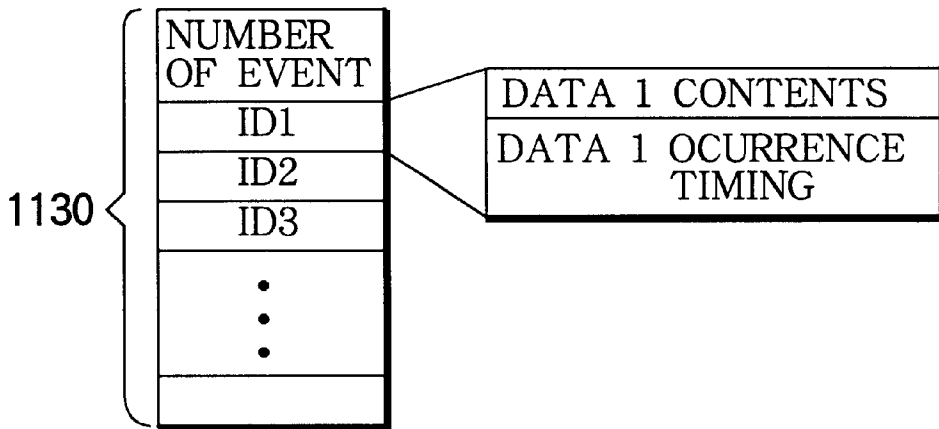 NUMBER
OF EVENT
ID1
ID2
ID3
1130
DATA 1 CONTENTS
DATA 1 OCURRENCE
TIMING